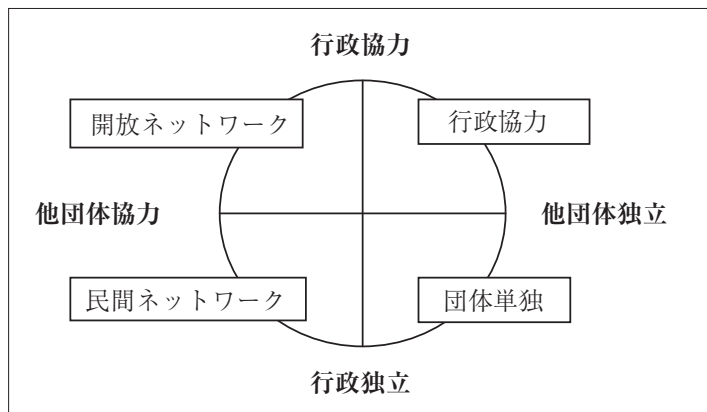 行政協力
開放ネットワーク
行政協力
他団体協力
他団体独立
民間ネットワーク
団体単独
行政独立